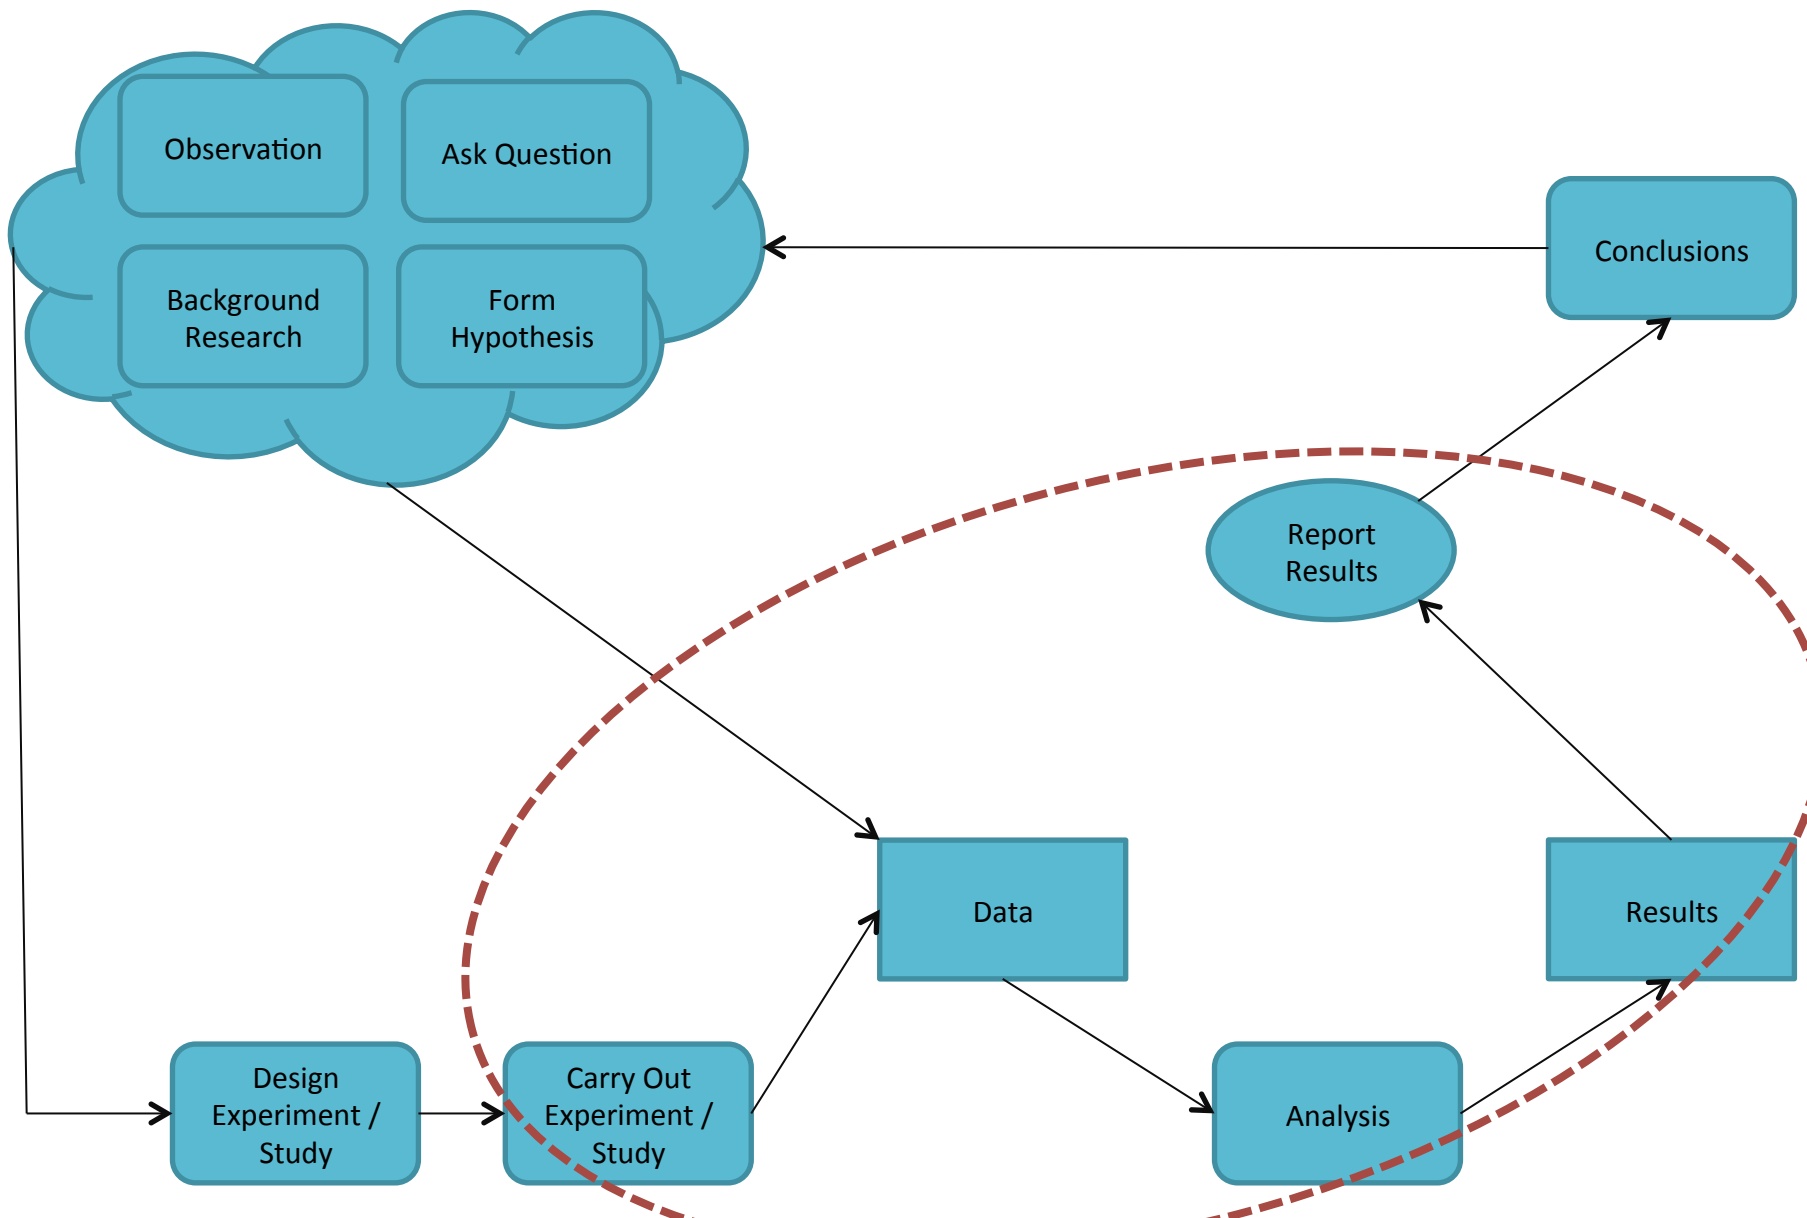 Observation
Ask Question
Background
Research
Form
Hypothesis
Conclusions
Report
Results
Data
Results
Design
Experiment /
Study
Carry Out
Experiment /
Study
Analysis